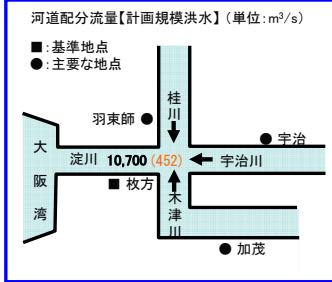 河道配分流量【計画規模洪水】(単位:m³/s)
■:基準地点
●:主要な地点
桂川
羽束師 ●
● 宇治
大阪湾
淀川 10,700 (452)
宇治川
■ 枚方
木津川
● 加茂